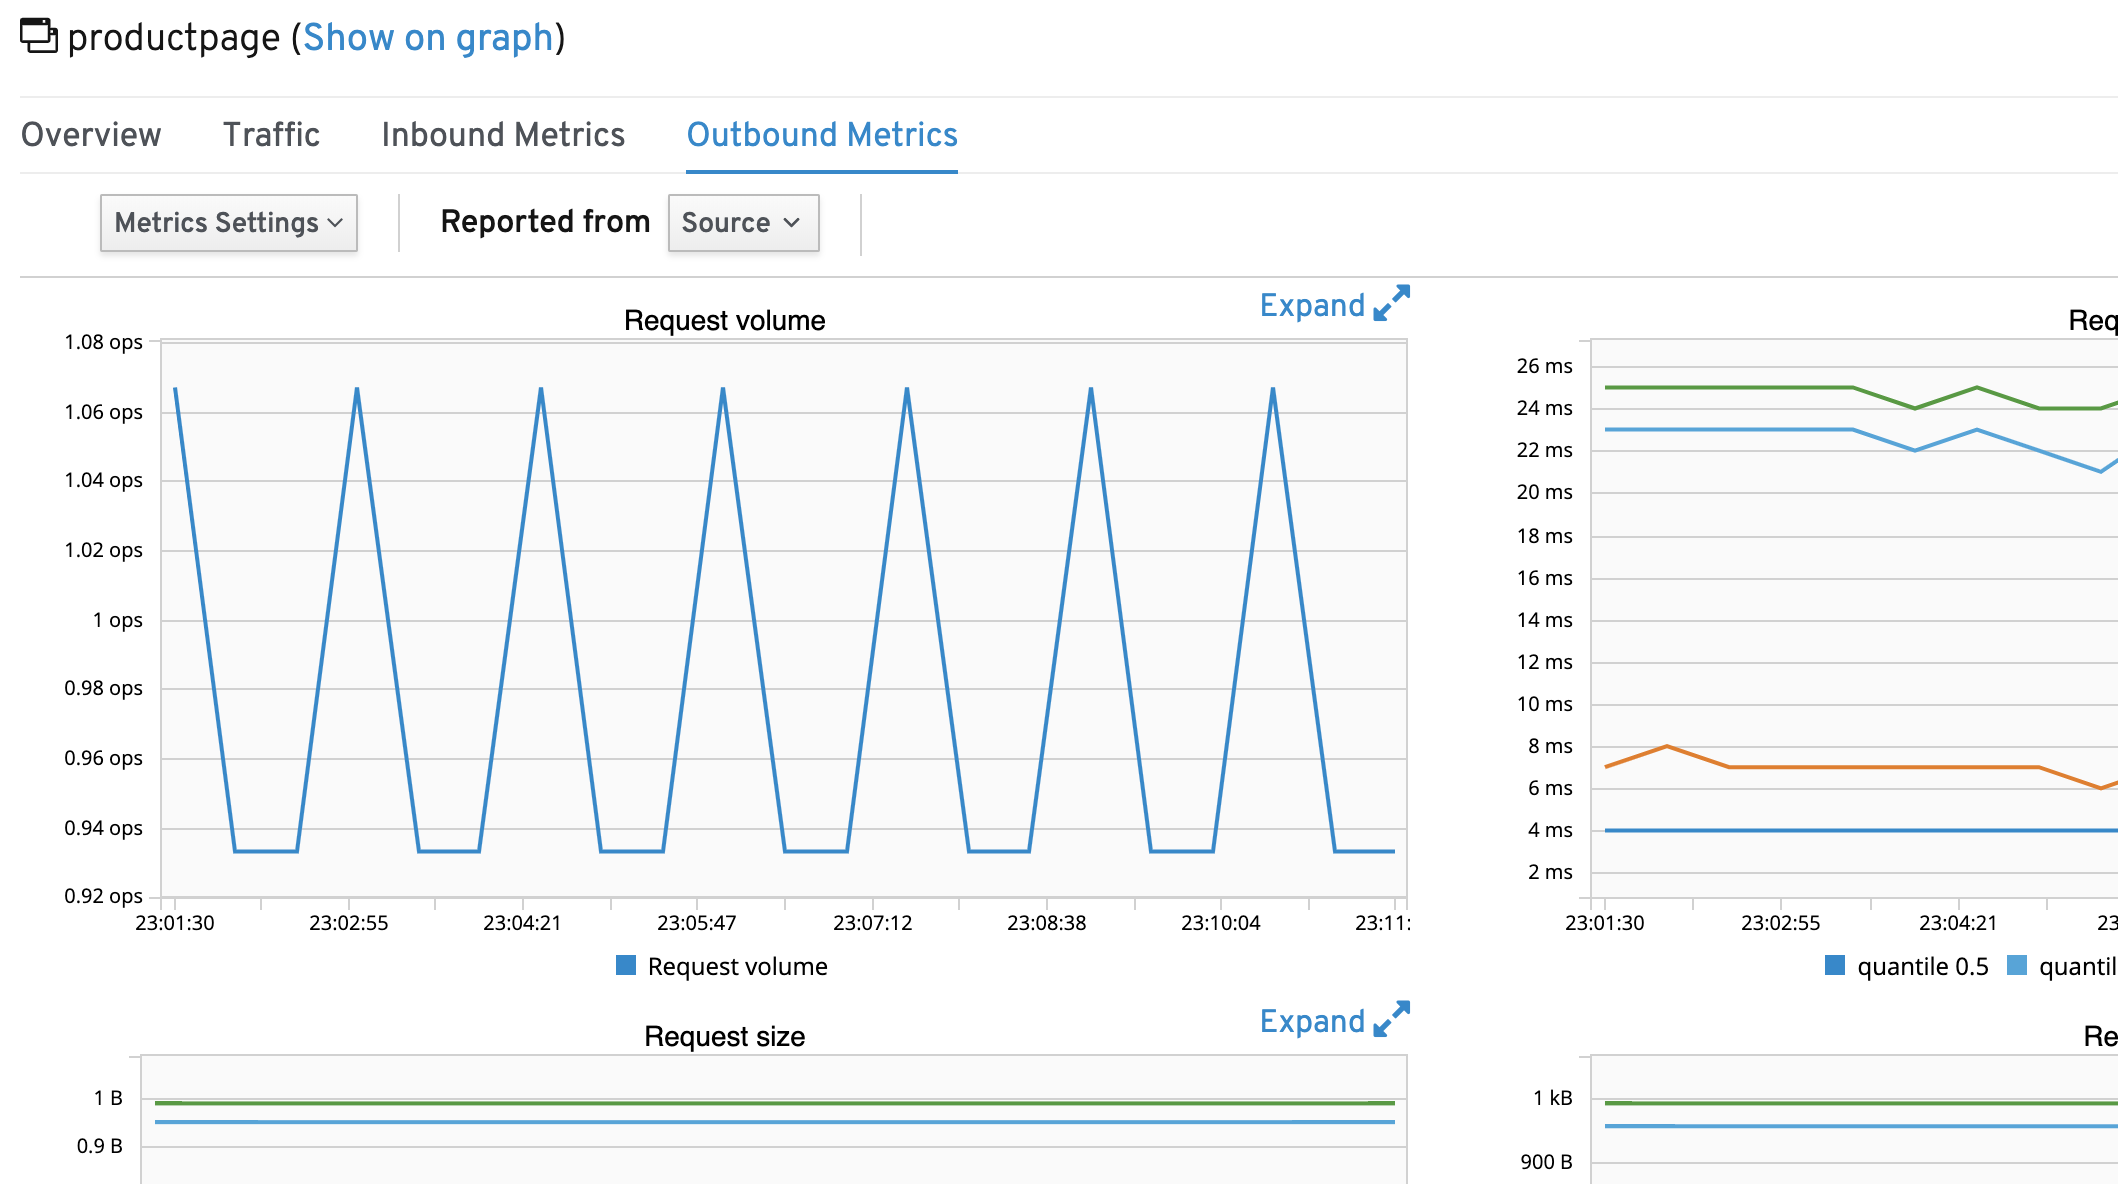 productpage (Show on graph)
Overview Traffic Inbound Metrics Outbound Metrics
Metrics Settings Reported from Source
Request volume
Expand
1.08 ops
1.06 ops
1.04 ops
1.02 ops
1 ops
0.98 ops
0.96 ops
0.94 ops
0.92 ops
23:01:30 23:02:55 23:04:21 23:05:47 23:07:12 23:08:38 23:10:04 23:11:
Request volume
Req
26 ms
24 ms
22 ms
20 ms
18 ms
16 ms
14 ms
12 ms
10 ms
8 ms
6 ms
4 ms
2 ms
23:01:30 23:02:55 23:04:21 23
quantile 0.5 quantil
Request size
Expand
1 B
0.9 B
Re
1 kB
900 B